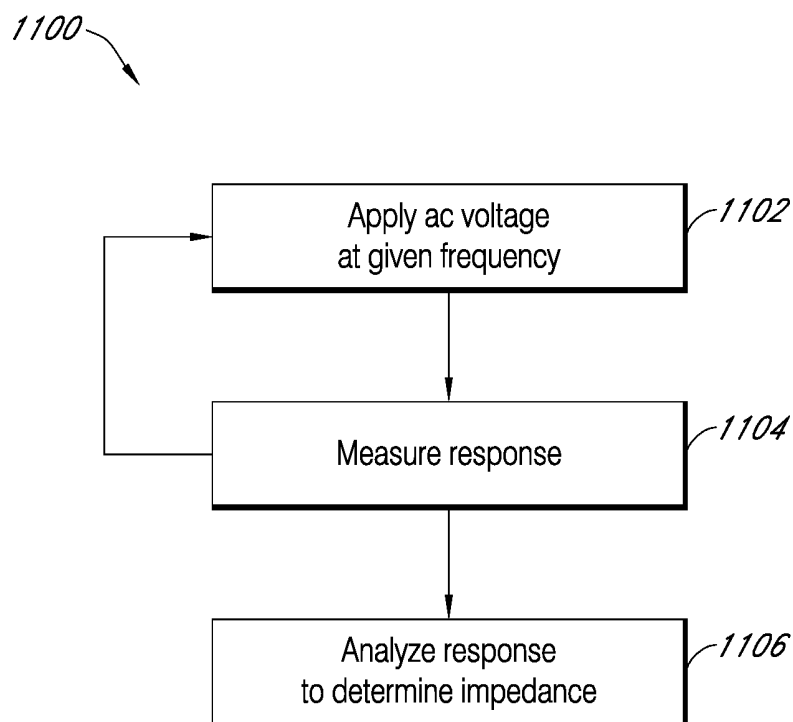 1100
Apply ac voltage
at given frequency
1102
Measure response
1104
Analyze response
to determine impedance
1106